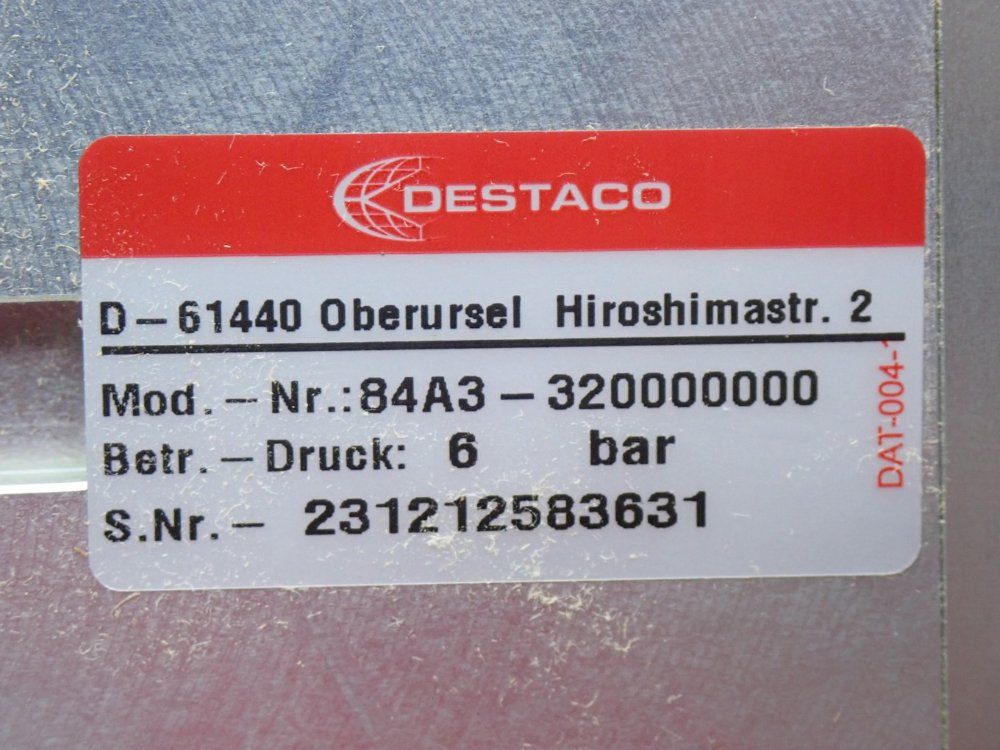 DESTACO
D-61440 Oberursel Hiroshimastr. 2
Mod.-Nr.:84A3-320000000
Betr.-Druck: 6 bar
S.Nr.- 231212583631
DAT-004-1